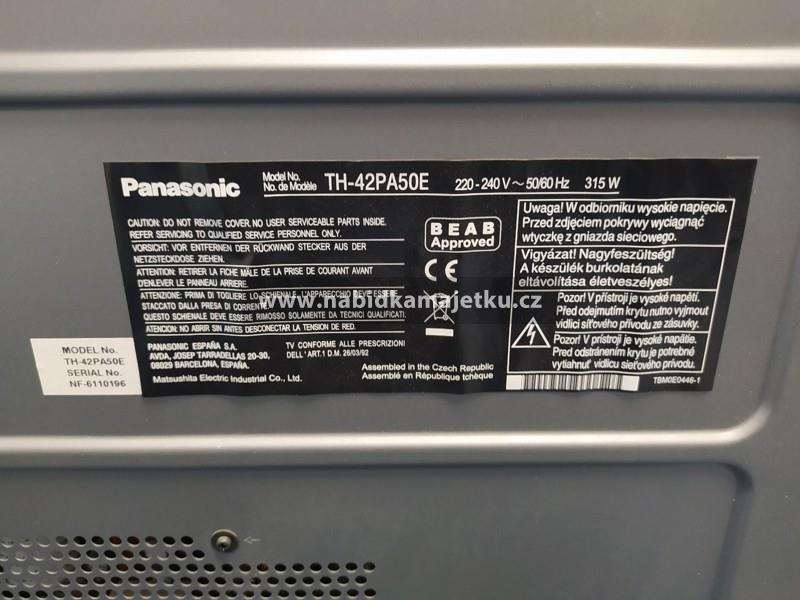 Panasonic
Model No.
No. de Modèle
TH-42PA50E
220 - 240 V ~ 50/60 Hz 315 W
CAUTION: DO NOT REMOVE COVER NO USER SERVICEABLE PARTS INSIDE.
REFER SERVICING TO QUALIFIED SERVICE PERSONNEL ONLY.
VORSICHT: VOR ENTFERNEN DER RÜCKWAND STECKER AUS DER
NETZSTECKDOSE ZIEHEN.
ATTENTION: RETIRER LA FICHE MÂLE DE LA PRISE DE COURANT AVANT
D'ENLEVER LE PANNEAU ARRIERE.
ATTENZIONE: PRIMA DI TOGLIERE LO SCHIENALE, L'APPARECCHIO DEVE ESSERE
STACCATO DALLA PRESA DI CORRENTE
QUESTO SCHIENALE DEVE ESSERE RIMOSSO SOLAMENTE DA TECNICI QUALIFICATI.
ATENCION: NO ABRIR SIN ANTES DESCONECTAR LA TENSION DE RED.
PANASONIC ESPAÑA S.A.
AVDA, JOSEP TARRADELLAS 20-30,
08029 BARCELONA, ESPAÑA.
Matsushita Electric Industrial Co., Ltd.
TV CONFORME ALLE PRESCRIZIONI
DELL' ART.1 D.M. 26/03/92
BEAB
Approved
CE
Assembled in the Czech Republic
Assemblé en République tchèque
Uwaga! W odbiorniku wysokie napięcie.
Przed zdjęciem pokrywy wyciągnąć
wtyczkę z gniazda sieciowego.
Vigyázat! Nagyfeszültség!
A készülék burkolatának
eltávolítása életveszélyes!
Pozor! V přístroji je vysoké napětí.
Před odejmutím krytu nutno vyjmout
vidlici síťového přívodu ze zásuvky.
Pozor! V prístroji je vysoké napätie.
Pred odstránením krytu je potrebné
vytiahnuť vidlicu sieťového prívodu.
TBM0E0446-1
MODEL No.
TH-42PA50E
SERIAL No.
NF-6110196
www.nabidkamajetku.cz